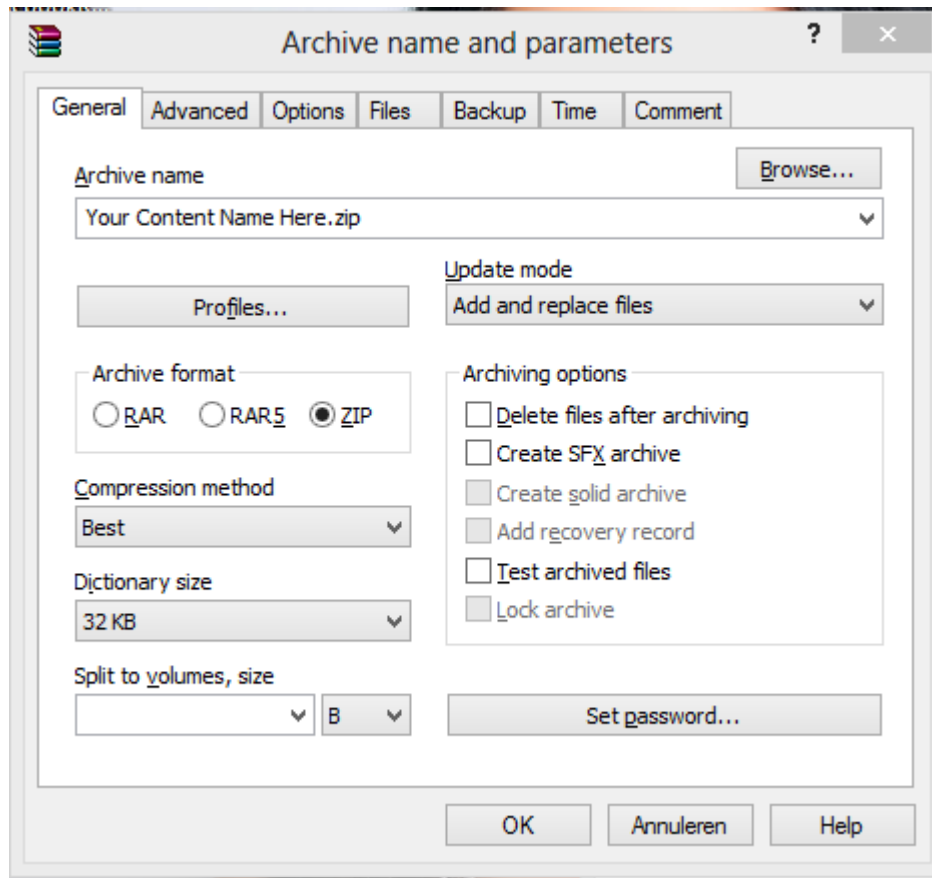 Archive name and parameters
?
General Advanced Options Files Backup Time Comment
Archive name
Browse...
Your Content Name Here.zip
Update mode
Profiles...
Add and replace files
Archive format
RAR RAR5 ZIP
Archiving options
Delete files after archiving
Create SFX archive
Create solid archive
Add recovery record
Test archived files
Lock archive
Compression method
Best
Dictionary size
32 KB
Split to volumes, size
B
Set password...
OK Annuleren Help